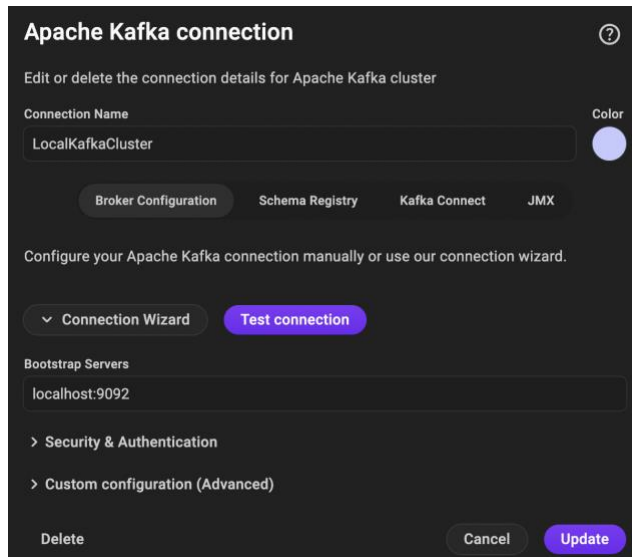 Apache Kafka connection
Edit or delete the connection details for Apache Kafka cluster
Connection Name
Color
LocalKafkaCluster
Broker Configuration Schema Registry Kafka Connect JMX
Configure your Apache Kafka connection manually or use our connection wizard.
Connection Wizard Test connection
Bootstrap Servers
localhost:9092
Security & Authentication
Custom configuration (Advanced)
Delete Cancel Update